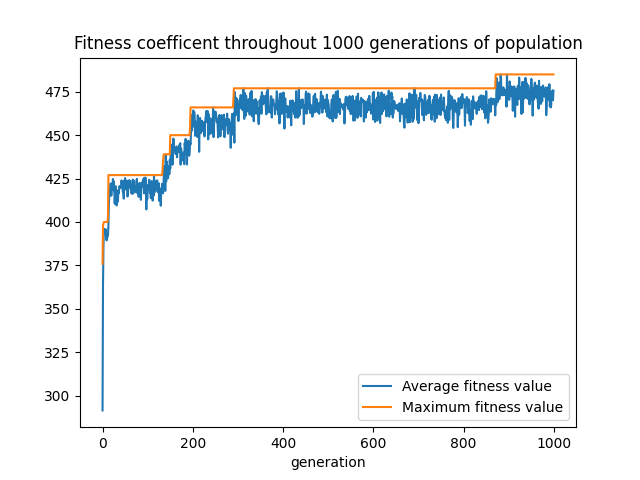 Fitness coefficent throughout 1000 generations of population
475
450
425
400
375
350
325
300
0 200 400 600 800 1000
generation
Average fitness value
Maximum fitness value